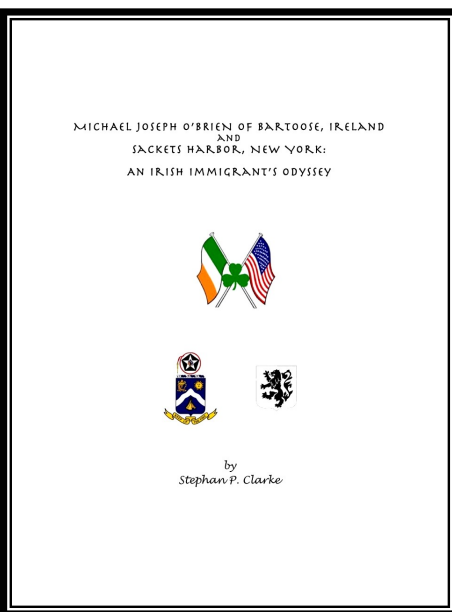 MICHAEL JOSEPH O'BRIEN OF BARTOOSE, IRELAND
AND
SACKETS HARBOR, NEW YORK:
AN IRISH IMMIGRANT'S ODYSSEY
by
Stephan P. Clarke